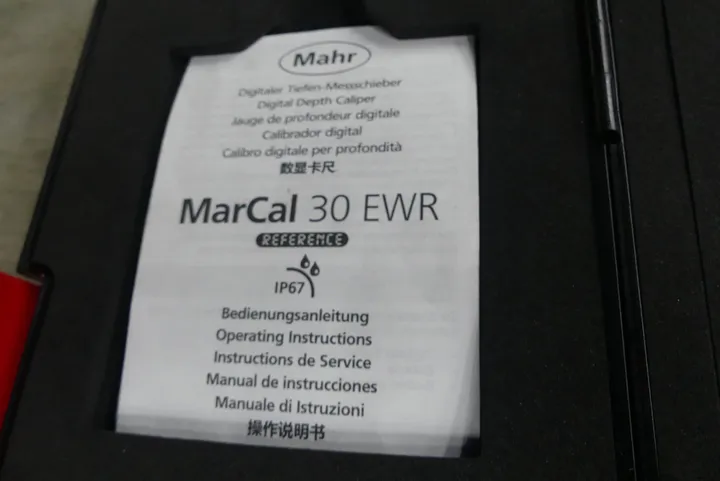 Mahr
Digitaler Tiefen-Messschieber
Digital Depth Caliper
Jauge de profondeur digitale
Calibrador digital
Calibro digitale per profondità
数显卡尺
MarCal 30 EWR
REFERENCE
IP67
Bedienungsanleitung
Operating Instructions
Instructions de Service
Manual de instrucciones
Manuale di Istruzioni
操作说明书